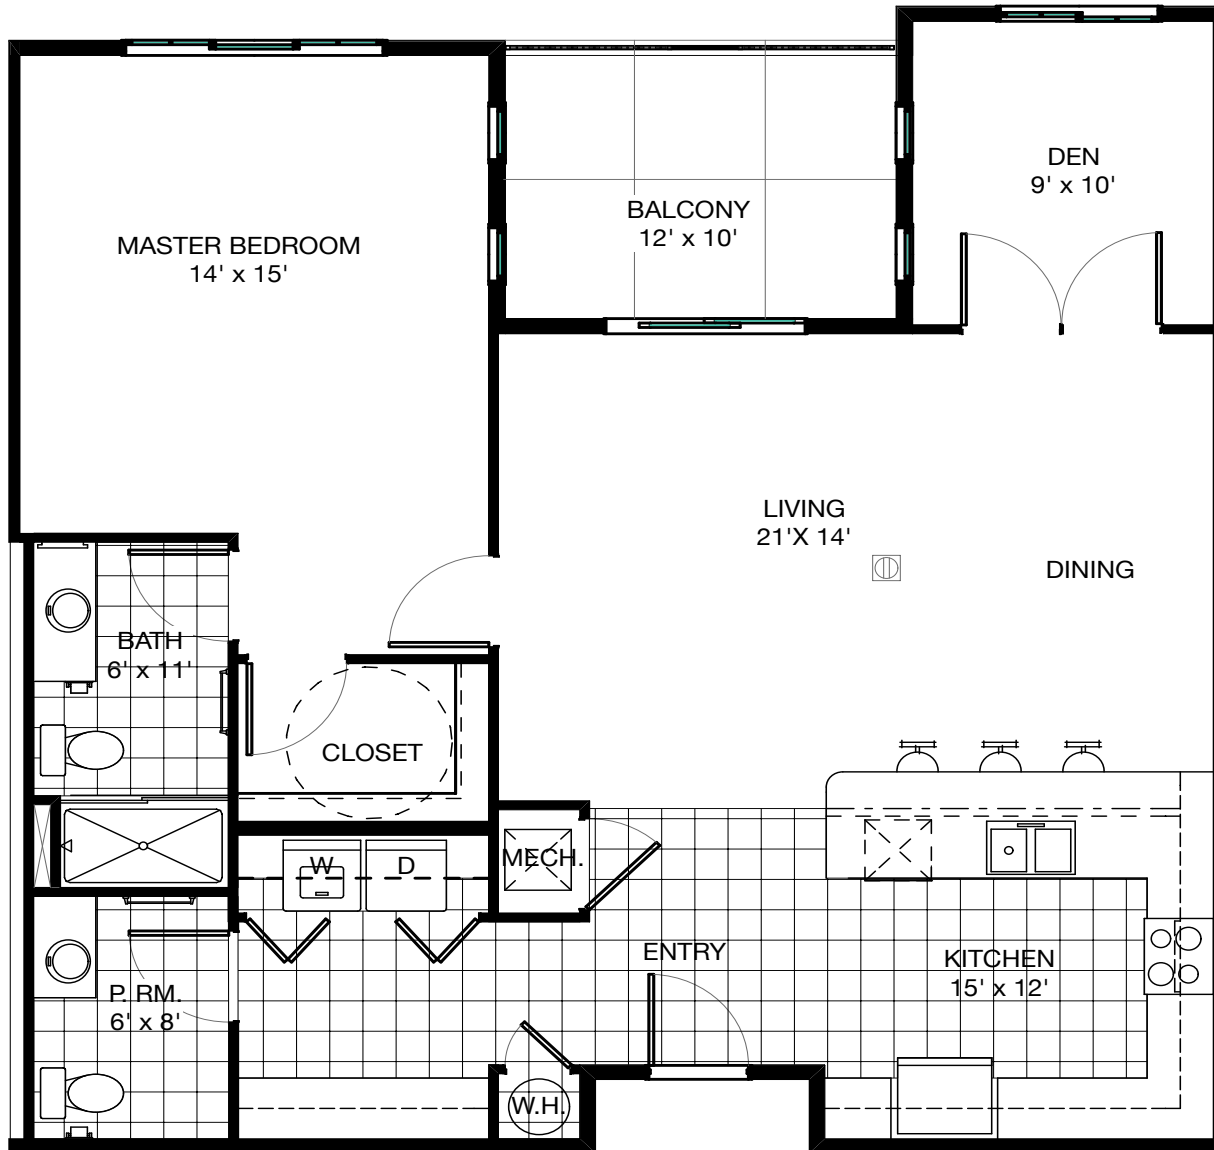 DEN
9' x 10'
BALCONY
12' x 10'
MASTER BEDROOM
14' x 15'
LIVING
21'X 14'
DINING
BATH
6' x 11'
CLOSET
W
D
MECH.
ENTRY
KITCHEN
15' x 12'
P. RM.
6' x 8'
W.H.